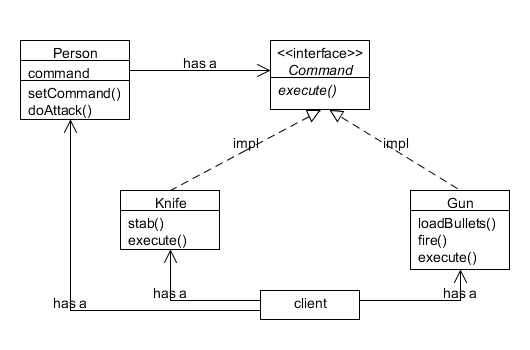 Person
command
setCommand()
doAttack()
has a
<<interface>>
Command
execute()
impl
impl
Knife
stab()
execute()
Gun
loadBullets()
fire()
execute()
has a
has a
has a
client